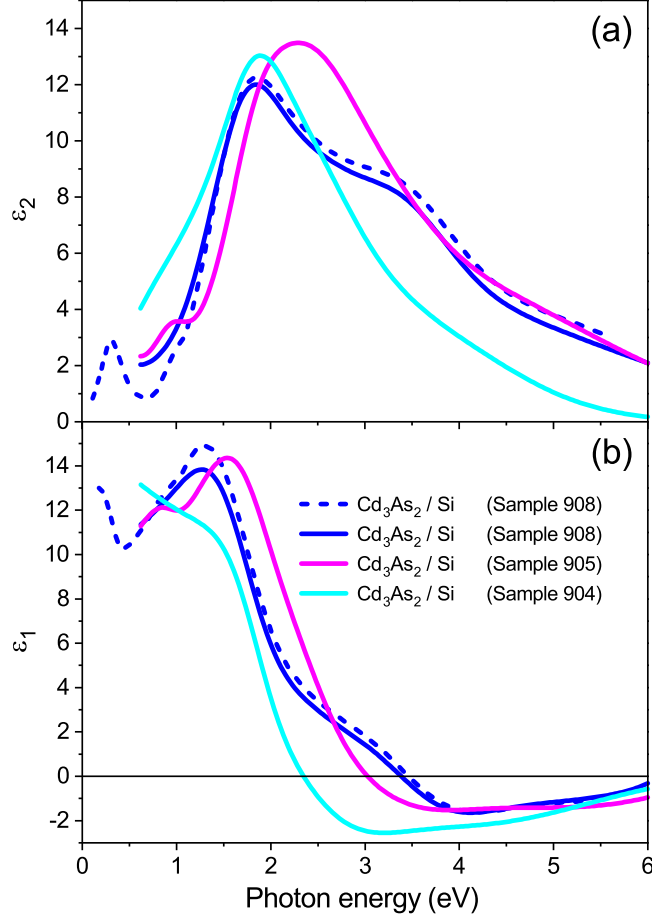 14
(a)
12
10
8
6
4
2
0
ε2
(b)
14
12
10
8
6
4
2
0
-2
ε1
Cd3As2 / Si (Sample 908)
Cd3As2 / Si (Sample 908)
Cd3As2 / Si (Sample 905)
Cd3As2 / Si (Sample 904)
0 1 2 3 4 5 6
Photon energy (eV)